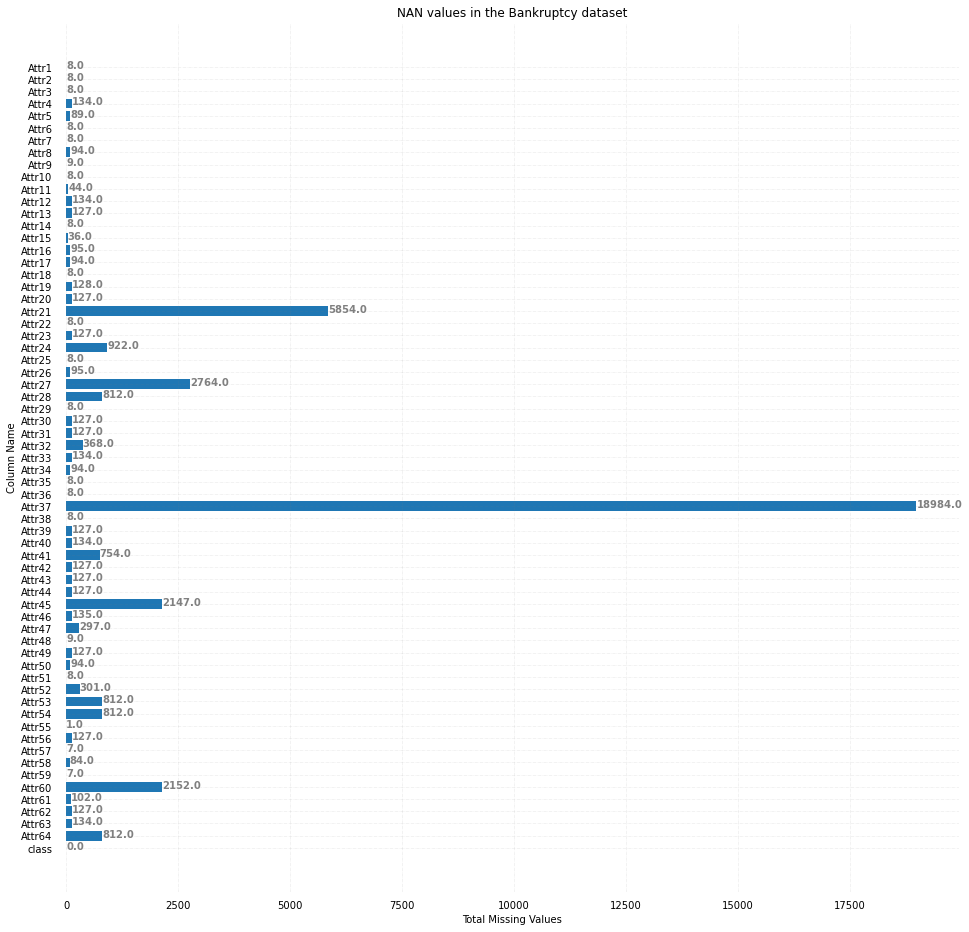 NAN values in the Bankruptcy dataset
Attr1 8.0
Attr2 8.0
Attr3 8.0
Attr4 134.0
Attr5 89.0
Attr6 8.0
Attr7 8.0
Attr8 94.0
Attr9 9.0
Attr10 8.0
Attr11 44.0
Attr12 134.0
Attr13 127.0
Attr14 8.0
Attr15 36.0
Attr16 95.0
Attr17 94.0
Attr18 8.0
Attr19 128.0
Attr20 127.0
Attr21 5854.0
Attr22 8.0
Attr23 127.0
Attr24 922.0
Attr25 8.0
Attr26 95.0
Attr27 2764.0
Attr28 812.0
Attr29 8.0
Attr30 127.0
Attr31 127.0
Attr32 368.0
Attr33 134.0
Attr34 94.0
Attr35 8.0
Attr36 8.0
Attr37 18984.0
Attr38 8.0
Attr39 127.0
Attr40 134.0
Attr41 754.0
Attr42 127.0
Attr43 127.0
Attr44 127.0
Attr45 2147.0
Attr46 135.0
Attr47 297.0
Attr48 9.0
Attr49 127.0
Attr50 94.0
Attr51 8.0
Attr52 301.0
Attr53 812.0
Attr54 812.0
Attr55 1.0
Attr56 127.0
Attr57 7.0
Attr58 84.0
Attr59 7.0
Attr60 2152.0
Attr61 102.0
Attr62 127.0
Attr63 134.0
Attr64 812.0
class 0.0
Column Name
0 2500 5000 7500 10000 12500 15000 17500
Total Missing Values